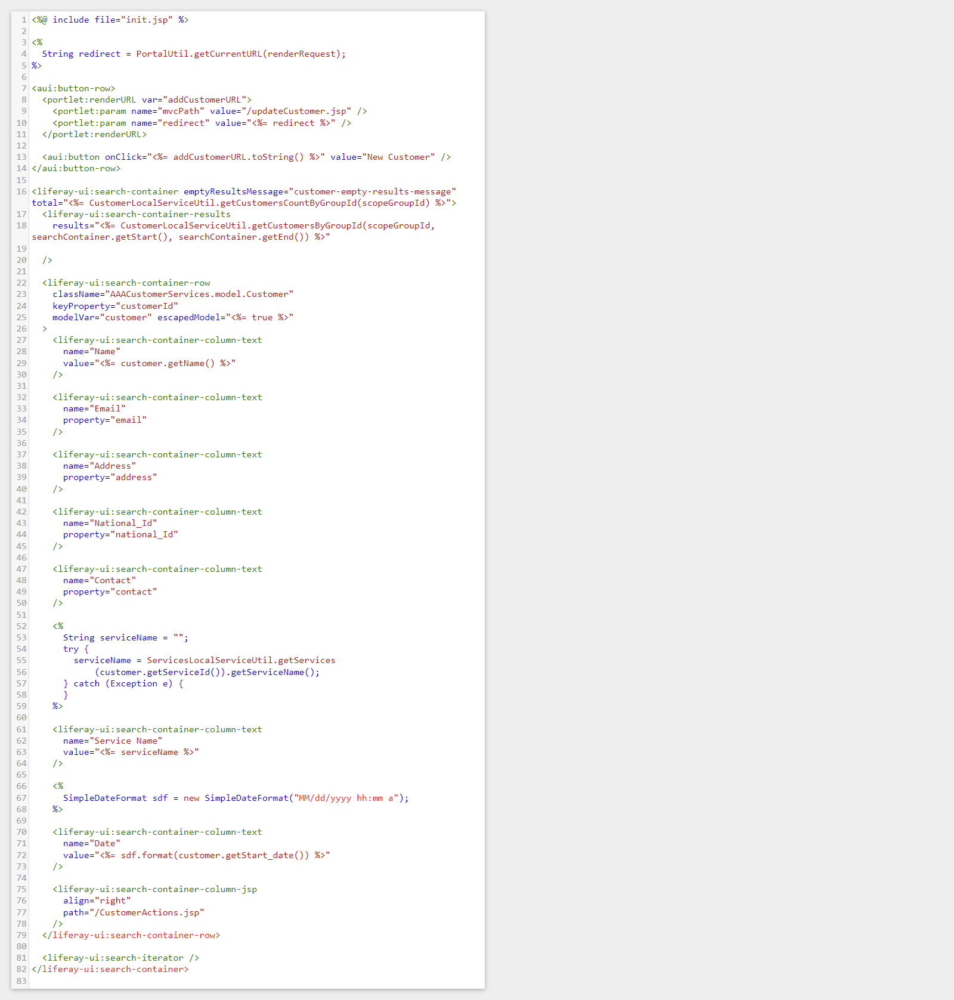 1 <%@ include file="init.jsp" %>
2
3 <%
4   String redirect = PortalUtil.getCurrentURL(renderRequest);
5 %>
6
7 <aui:button-row>
8   <portlet:renderURL var="addCustomerURL">
9     <portlet:param name="mvcPath" value="/updateCustomer.jsp" />
10     <portlet:param name="redirect" value="<%= redirect %>" />
11   </portlet:renderURL>
12
13   <aui:button onClick="<%= addCustomerURL.toString() %>" value="New Customer" />
14 </aui:button-row>
15
16 <liferay-ui:search-container emptyResultsMessage="customer-empty-results-message"
total="<%= CustomerLocalServiceUtil.getCustomersCountByGroupId(scopeGroupId) %>">
17   <liferay-ui:search-container-results
18     results="<%= CustomerLocalServiceUtil.getCustomersByGroupId(scopeGroupId,
searchContainer.getStart(), searchContainer.getEnd()) %>"
19
20   />
21
22   <liferay-ui:search-container-row
23     className="AAACustomerServices.model.Customer"
24     keyProperty="customerId"
25     modelVar="customer" escapedModel="<%= true %>"
26   >
27     <liferay-ui:search-container-column-text
28       name="Name"
29       value="<%= customer.getName() %>"
30     />
31
32     <liferay-ui:search-container-column-text
33       name="Email"
34       property="email"
35     />
36
37     <liferay-ui:search-container-column-text
38       name="Address"
39       property="address"
40     />
41
42     <liferay-ui:search-container-column-text
43       name="National_Id"
44       property="national_Id"
45     />
46
47     <liferay-ui:search-container-column-text
48       name="Contact"
49       property="contact"
50     />
51
52     <%
53       String serviceName = "";
54       try {
55         serviceName = ServicesLocalServiceUtil.getServices
56             (customer.getServiceId()).getServiceName();
57       } catch (Exception e) {
58       }
59     %>
60
61     <liferay-ui:search-container-column-text
62       name="Service Name"
63       value="<%= serviceName %>"
64     />
65
66     <%
67       SimpleDateFormat sdf = new SimpleDateFormat("MM/dd/yyyy hh:mm a");
68     %>
69
70     <liferay-ui:search-container-column-text
71       name="Date"
72       value="<%= sdf.format(customer.getStart_date()) %>"
73     />
74
75     <liferay-ui:search-container-column-jsp
76       align="right"
77       path="/CustomerActions.jsp"
78     />
79   </liferay-ui:search-container-row>
80
81   <liferay-ui:search-iterator />
82 </liferay-ui:search-container>
83